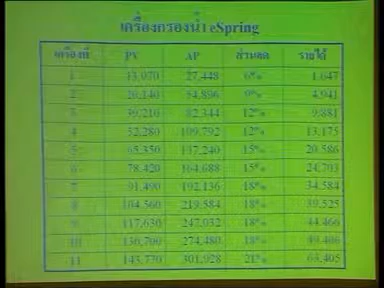 เครื่องกรองน้ำ eSpring
เครื่องที่ PV AP ส่วนลด รายได้
1 13,070 27,448 6% 1,647
2 26,140 54,896 9% 4,941
3 39,210 82,344 12% 9,881
4 52,280 109,792 12% 13,175
5 65,350 137,240 15% 20,586
6 78,420 164,688 15% 24,703
7 91,490 192,136 18% 34,584
8 104,560 219,584 18% 39,525
9 117,630 247,032 18% 44,466
10 130,700 274,480 18% 49,406
11 143,770 301,928 21% 63,405